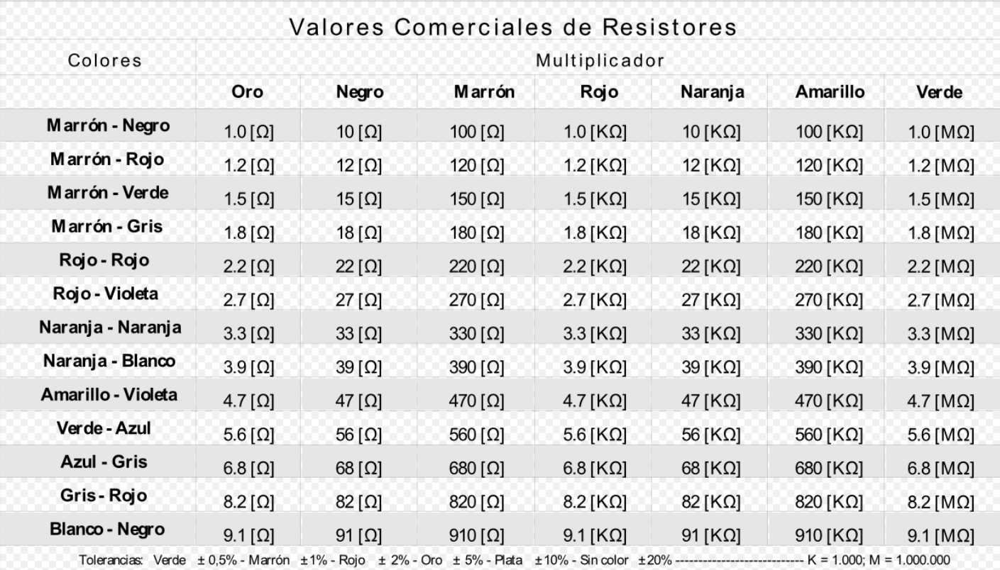 Valores Comerciales de Resistores
Colores Multiplicador
Oro Negro Marrón Rojo Naranja Amarillo Verde
Marrón - Negro 1.0 [Ω] 10 [Ω] 100 [Ω] 1.0 [KΩ] 10 [KΩ] 100 [KΩ] 1.0 [MΩ]
Marrón - Rojo 1.2 [Ω] 12 [Ω] 120 [Ω] 1.2 [KΩ] 12 [KΩ] 120 [KΩ] 1.2 [MΩ]
Marrón - Verde 1.5 [Ω] 15 [Ω] 150 [Ω] 1.5 [KΩ] 15 [KΩ] 150 [KΩ] 1.5 [MΩ]
Marrón - Gris 1.8 [Ω] 18 [Ω] 180 [Ω] 1.8 [KΩ] 18 [KΩ] 180 [KΩ] 1.8 [MΩ]
Rojo - Rojo 2.2 [Ω] 22 [Ω] 220 [Ω] 2.2 [KΩ] 22 [KΩ] 220 [KΩ] 2.2 [MΩ]
Rojo - Violeta 2.7 [Ω] 27 [Ω] 270 [Ω] 2.7 [KΩ] 27 [KΩ] 270 [KΩ] 2.7 [MΩ]
Naranja - Naranja 3.3 [Ω] 33 [Ω] 330 [Ω] 3.3 [KΩ] 33 [KΩ] 330 [KΩ] 3.3 [MΩ]
Naranja - Blanco 3.9 [Ω] 39 [Ω] 390 [Ω] 3.9 [KΩ] 39 [KΩ] 390 [KΩ] 3.9 [MΩ]
Amarillo - Violeta 4.7 [Ω] 47 [Ω] 470 [Ω] 4.7 [KΩ] 47 [KΩ] 470 [KΩ] 4.7 [MΩ]
Verde - Azul 5.6 [Ω] 56 [Ω] 560 [Ω] 5.6 [KΩ] 56 [KΩ] 560 [KΩ] 5.6 [MΩ]
Azul - Gris 6.8 [Ω] 68 [Ω] 680 [Ω] 6.8 [KΩ] 68 [KΩ] 680 [KΩ] 6.8 [MΩ]
Gris - Rojo 8.2 [Ω] 82 [Ω] 820 [Ω] 8.2 [KΩ] 82 [KΩ] 820 [KΩ] 8.2 [MΩ]
Blanco - Negro 9.1 [Ω] 91 [Ω] 910 [Ω] 9.1 [KΩ] 91 [KΩ] 910 [KΩ] 9.1 [MΩ]
Tolerancias: Verde ± 0,5% - Marrón ±1% - Rojo ± 2% - Oro ± 5% - Plata ±10% - Sin color ±20% ---------------------------- K = 1.000; M = 1.000.000